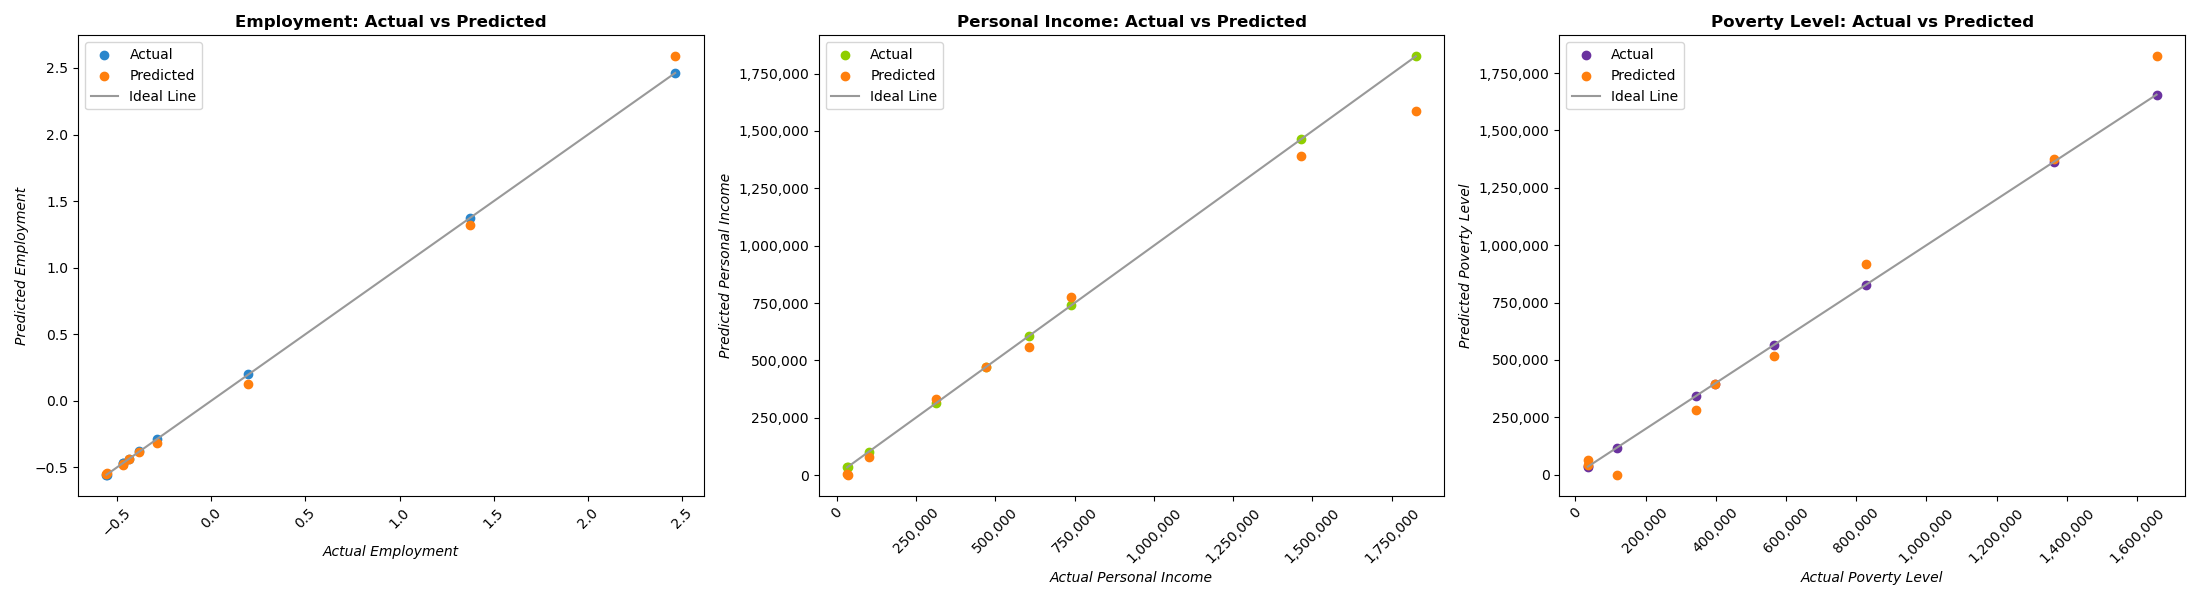 Employment: Actual vs Predicted
Actual
Predicted
Ideal Line
2.5
2.0
1.5
1.0
0.5
0.0
−0.5
Predicted Employment
−0.5
0.0
0.5
1.0
1.5
2.0
2.5
Actual Employment
Personal Income: Actual vs Predicted
Actual
Predicted
Ideal Line
1,750,000
1,500,000
1,250,000
1,000,000
750,000
500,000
250,000
0
Predicted Personal Income
0
250,000
500,000
750,000
1,000,000
1,250,000
1,500,000
1,750,000
Actual Personal Income
Poverty Level: Actual vs Predicted
Actual
Predicted
Ideal Line
1,750,000
1,500,000
1,250,000
1,000,000
750,000
500,000
250,000
0
Predicted Poverty Level
0
200,000
400,000
600,000
800,000
1,000,000
1,200,000
1,400,000
1,600,000
Actual Poverty Level